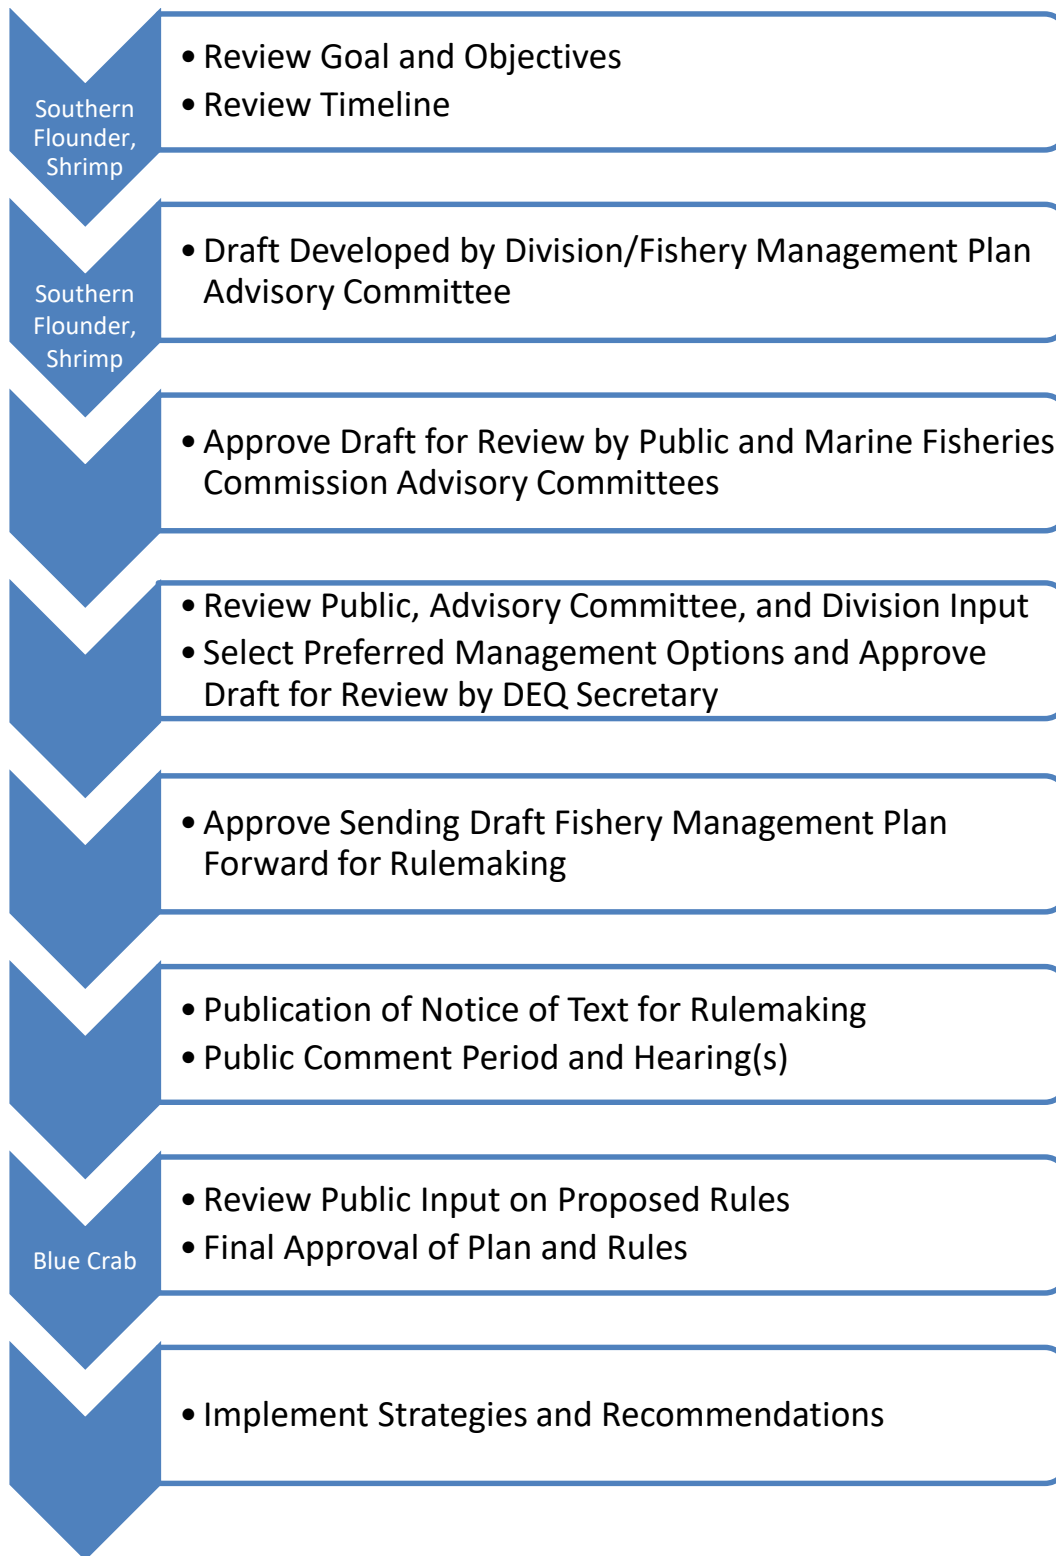 Southern
Flounder,
Shrimp
• Review Goal and Objectives
• Review Timeline
Southern
Flounder,
Shrimp
• Draft Developed by Division/Fishery Management Plan
Advisory Committee
• Approve Draft for Review by Public and Marine Fisheries
Commission Advisory Committees
• Review Public, Advisory Committee, and Division Input
• Select Preferred Management Options and Approve
Draft for Review by DEQ Secretary
• Approve Sending Draft Fishery Management Plan
Forward for Rulemaking
• Publication of Notice of Text for Rulemaking
• Public Comment Period and Hearing(s)
Blue Crab
• Review Public Input on Proposed Rules
• Final Approval of Plan and Rules
• Implement Strategies and Recommendations